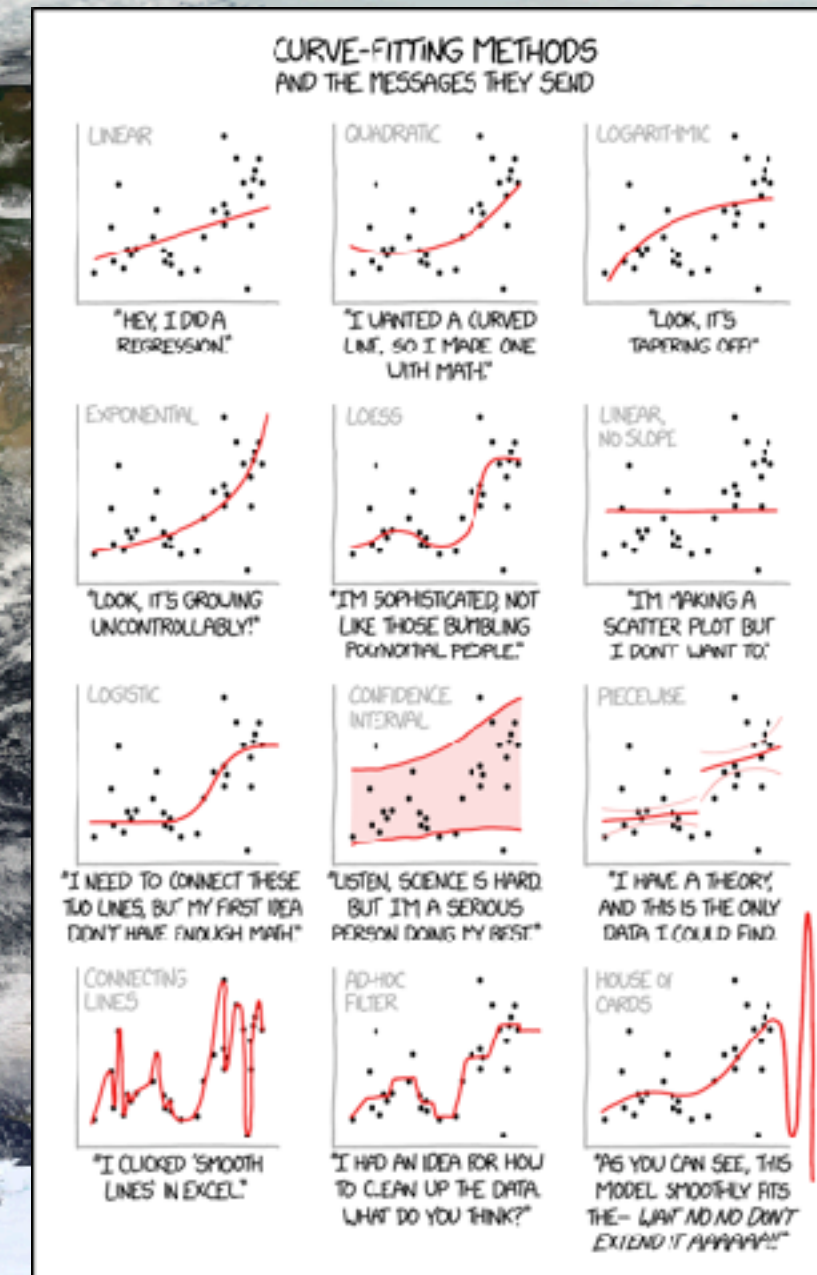 CURVE-FITTING METHODS
AND THE MESSAGES THEY SEND
LINEAR
"HEY, I DID A
REGRESSION."
QUADRATIC
"I WANTED A CURVED
LINE, SO I MADE ONE
WITH MATH."
LOGARITHMIC
"LOOK, IT'S
TAPERING OFF!"
EXPONENTIAL
"LOOK, IT'S GROWING
UNCONTROLLABLY!"
LOESS
"I'M SOPHISTICATED, NOT
LIKE THOSE BUMBLING
POLYNOMIAL PEOPLE."
LINEAR,
NO SLOPE
"I'M MAKING A
SCATTER PLOT BUT
I DON'T WANT TO."
LOGISTIC
"I NEED TO CONNECT THESE
TWO LINES, BUT MY FIRST IDEA
DIDN'T HAVE ENOUGH MATH."
CONFIDENCE
INTERVAL
"LISTEN, SCIENCE IS HARD.
BUT I'M A SERIOUS
PERSON DOING MY BEST."
PIECEWISE
"I HAVE A THEORY,
AND THIS IS THE ONLY
DATA I COULD FIND.
CONNECTING
LINES
"I CLICKED 'SMOOTH
LINES' IN EXCEL."
AD-HOC
FILTER
"I HAD AN IDEA FOR HOW
TO CLEAN UP THE DATA.
WHAT DO YOU THINK?"
HOUSE OF
CARDS
"AS YOU CAN SEE, THIS
MODEL SMOOTHLY FITS
THE— WAIT NO NO DON'T
EXTEND IT AAAAAA!!"